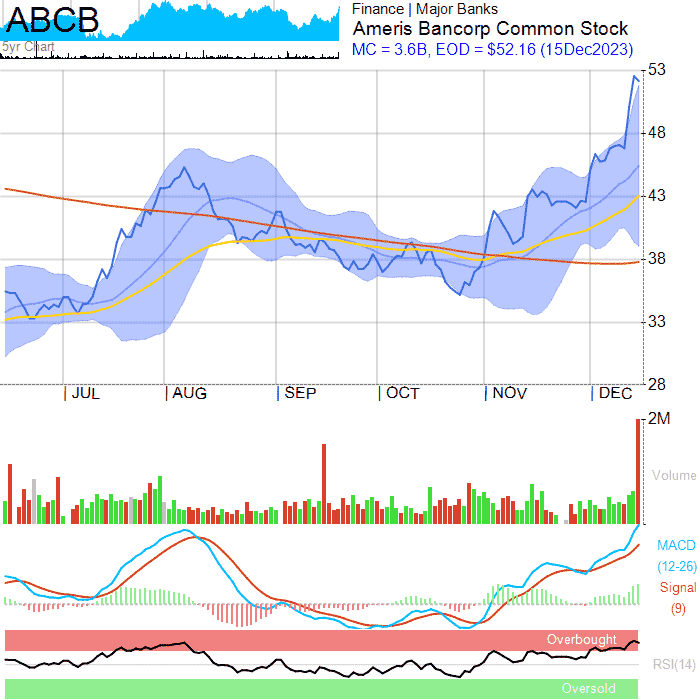 ABCB
5yr Chart
Finance | Major Banks
Ameris Bancorp Common Stock
MC = 3.6B, EOD = $52.16 (15Dec2023)
53
48
43
38
33
28
JUL
AUG
SEP
OCT
NOV
DEC
2M
Volume
MACD
(12-26)
Signal
(9)
Overbought
RSI(14)
Oversold